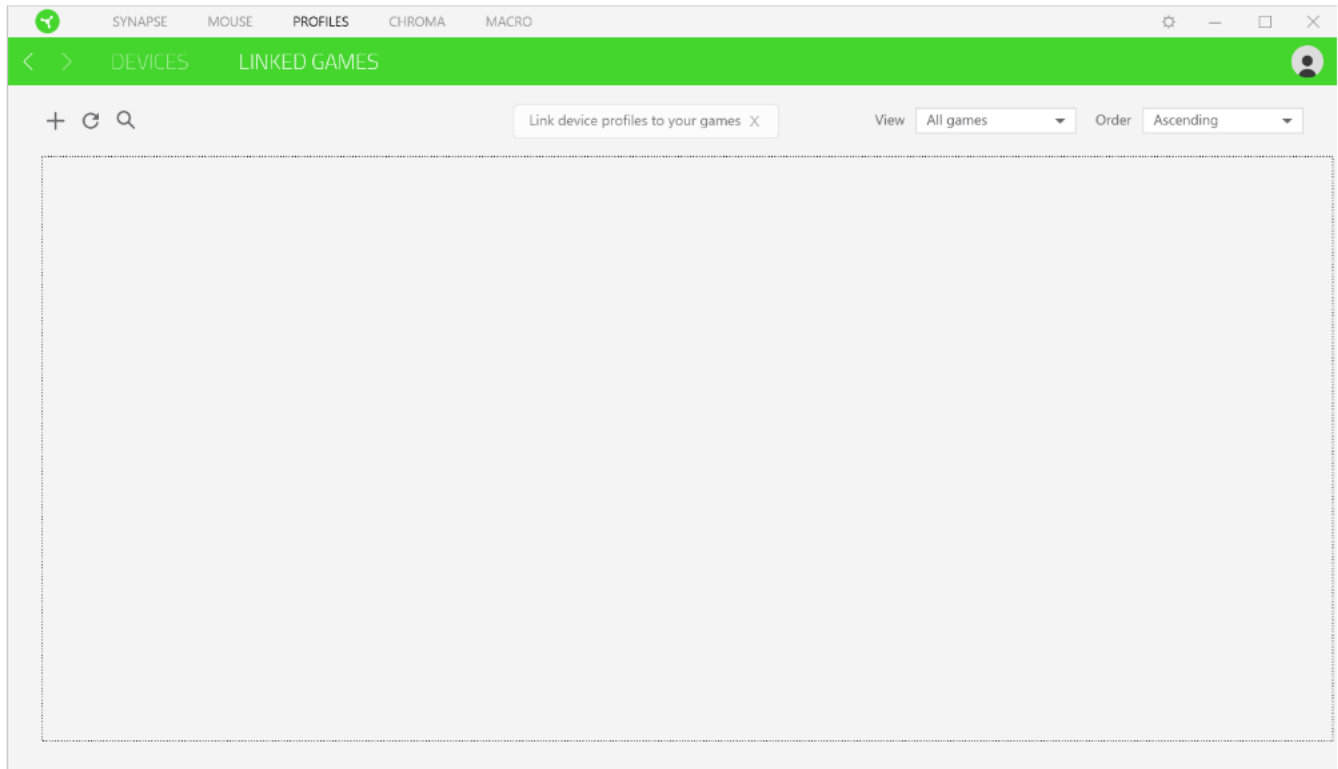 SYNAPSE MOUSE PROFILES CHROMA MACRO
DEVICES LINKED GAMES
Link device profiles to your games X View All games Order Ascending